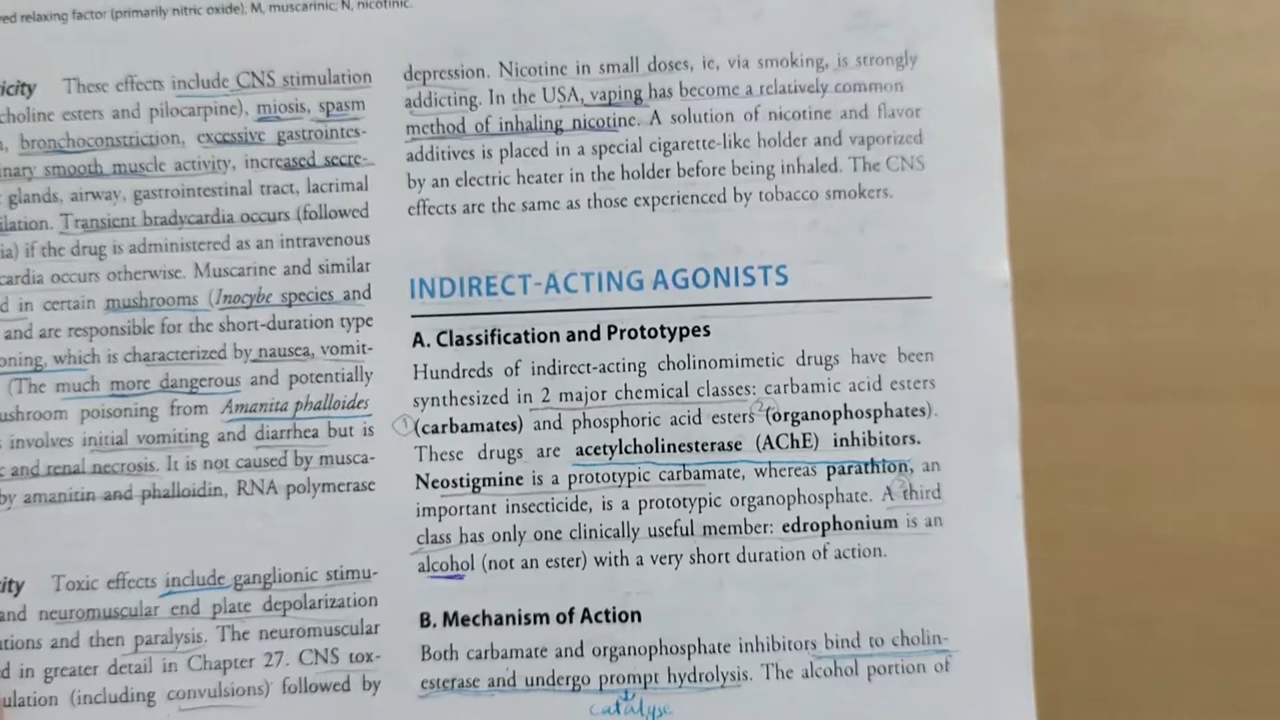 red relaxing factor (primarily nitric oxide); M, muscarinic; N, nicotinic.
These effects include CNS stimulation
choline esters and pilocarpine), miosis, spasm
bronchoconstriction, excessive gastrointes-
smooth muscle activity, increased secre-
glands, airway, gastrointestinal tract, lacrimal
Transient bradycardia occurs (followed
if the drug is administered as an intravenous
occurs otherwise. Muscarine and similar
d in certain mushrooms (Inocybe species and
and are responsible for the short-duration type
which is characterized by nausea, vomit-
(The much more dangerous and potentially
poisoning from Amanita phalloides
involves initial vomiting and diarrhea but is
and renal necrosis. It is not caused by musca-
by amanitin and phalloidin, RNA polymerase
Toxic effects include ganglionic stimu-
and neuromuscular end plate depolarization
and then paralysis. The neuromuscular
d in greater detail in Chapter 27. CNS tox-
(including convulsions) followed by
depression. Nicotine in small doses, ie, via smoking, is strongly
addicting. In the USA, vaping has become a relatively common
method of inhaling nicotine. A solution of nicotine and flavor
additives is placed in a special cigarette-like holder and vaporized
by an electric heater in the holder before being inhaled. The CNS
effects are the same as those experienced by tobacco smokers.
INDIRECT-ACTING AGONISTS
A. Classification and Prototypes
Hundreds of indirect-acting cholinomimetic drugs have been
synthesized in 2 major chemical classes: carbamic acid esters
① (carbamates) and phosphoric acid esters ② (organophosphates).
These drugs are acetylcholinesterase (AChE) inhibitors.
Neostigmine is a prototypic carbamate, whereas parathion, an
important insecticide, is a prototypic organophosphate. A third
class has only one clinically useful member: edrophonium is an
alcohol (not an ester) with a very short duration of action.
B. Mechanism of Action
Both carbamate and organophosphate inhibitors bind to cholin-
esterase and undergo prompt hydrolysis. The alcohol portion of
catalyse